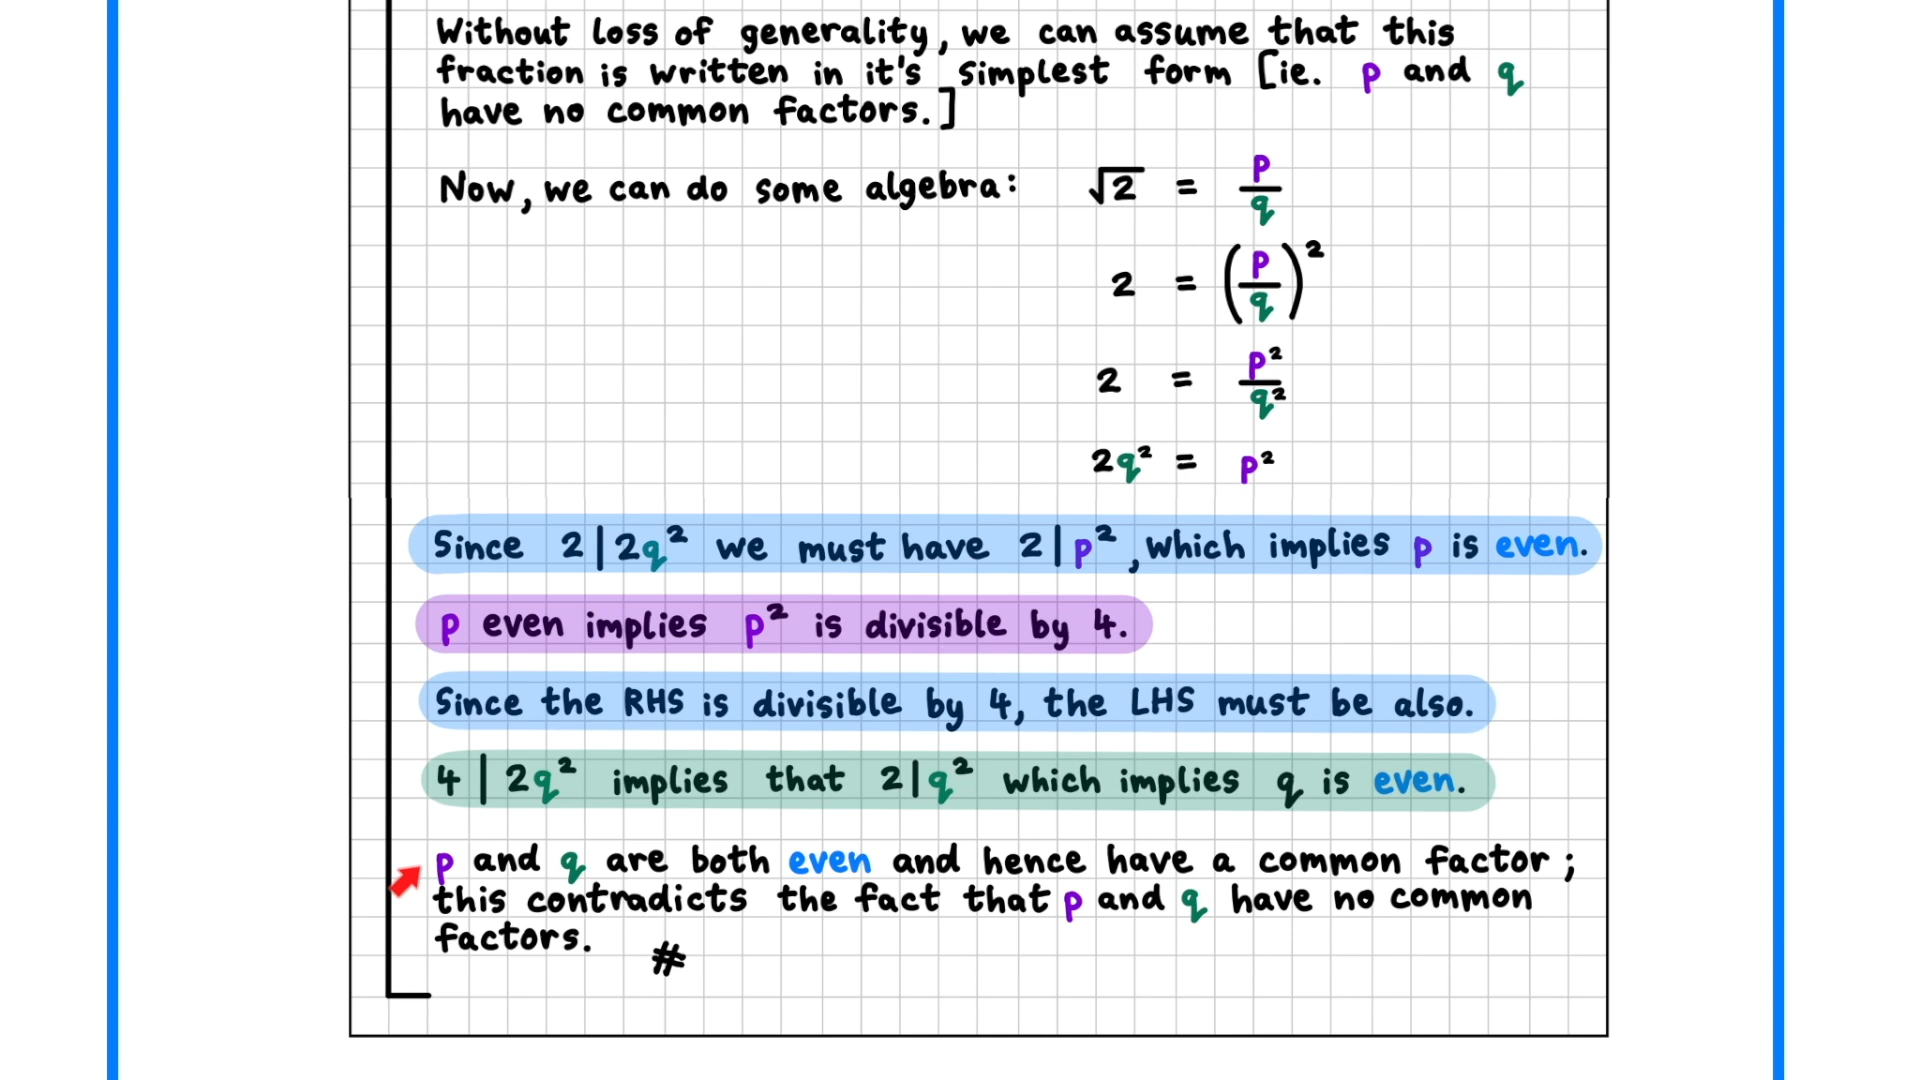 Without loss of generality, we can assume that this
fraction is written in it's simplest form [ie. p and q
have no common factors.]
Now, we can do some algebra: √2 = p/q
2 = (p/q)²
2 = p²/q²
2q² = p²
Since 2|2q² we must have 2|p², which implies p is even.
p even implies p² is divisible by 4.
Since the RHS is divisible by 4, the LHS must be also.
4|2q² implies that 2|q² which implies q is even.
p and q are both even and hence have a common factor;
this contradicts the fact that p and q have no common
factors. #